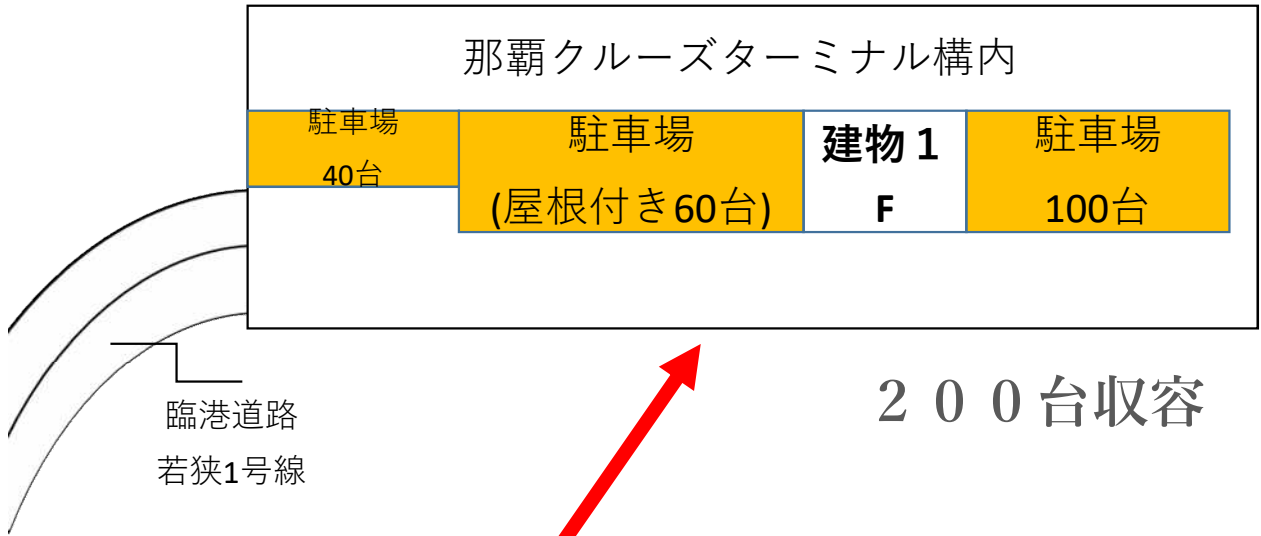 那覇クルーズターミナル構内
駐車場
40台
駐車場
(屋根付き60台)
建物１
F
駐車場
100台
２００台収容
臨港道路
若狭1号線